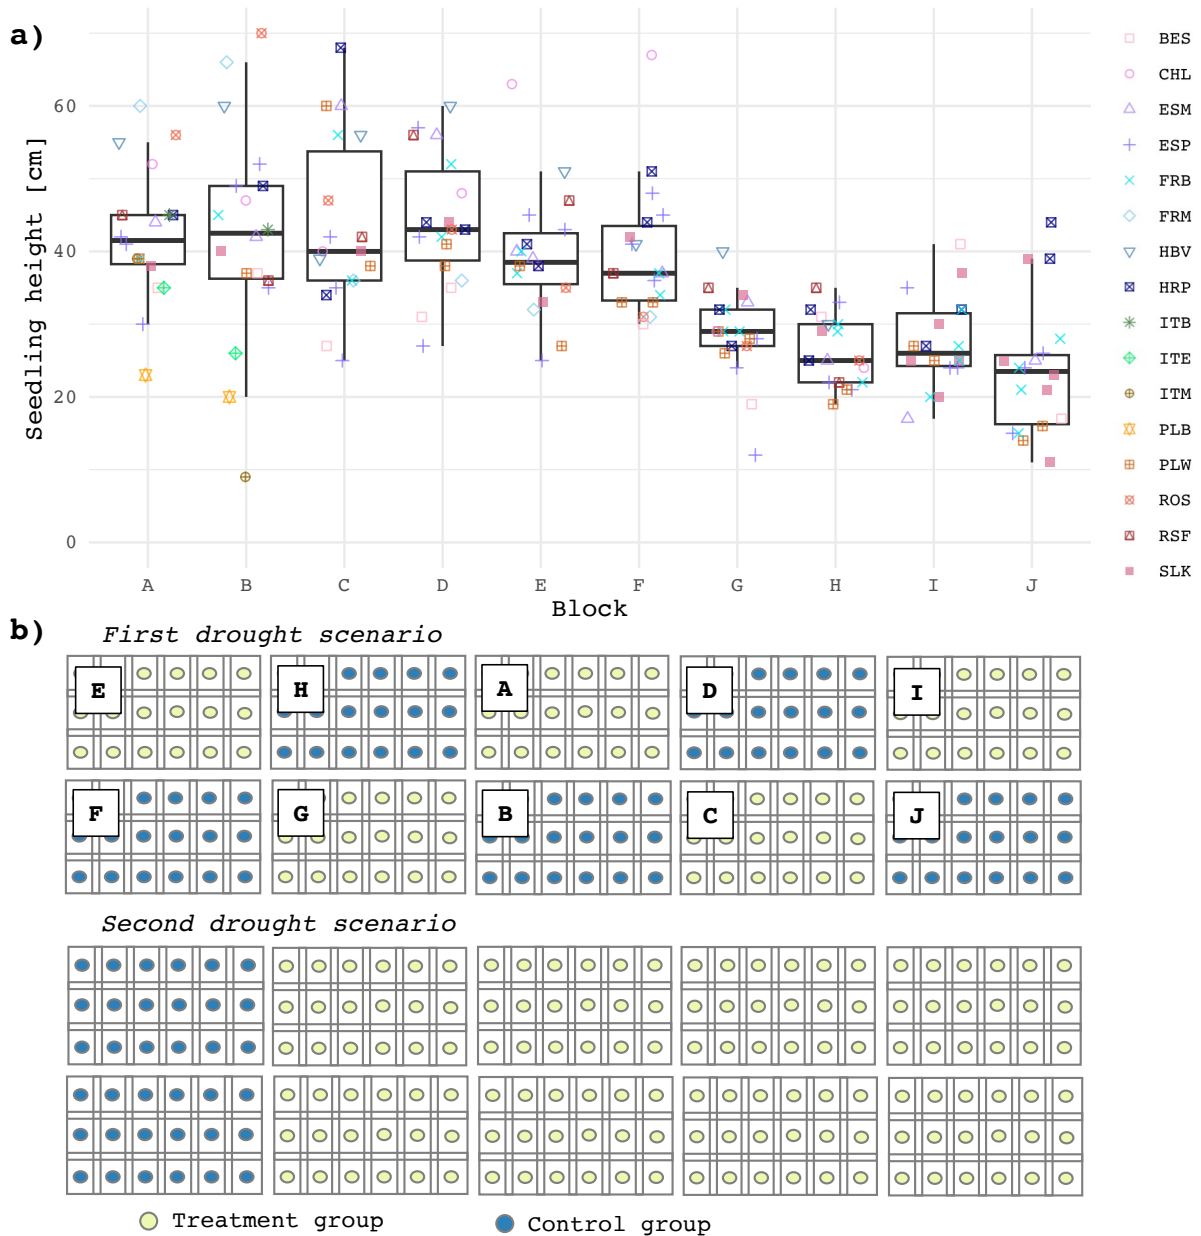 a)
Seedling height [cm]
60
40
20
0
A B C D E F G H I J
Block
BES
CHL
ESM
ESP
FRB
FRM
HBV
HRP
ITB
ITE
ITM
PLB
PLW
ROS
RSF
SLK
b)
First drought scenario
E H A D I
F G B C J
Second drought scenario
Treatment group
Control group